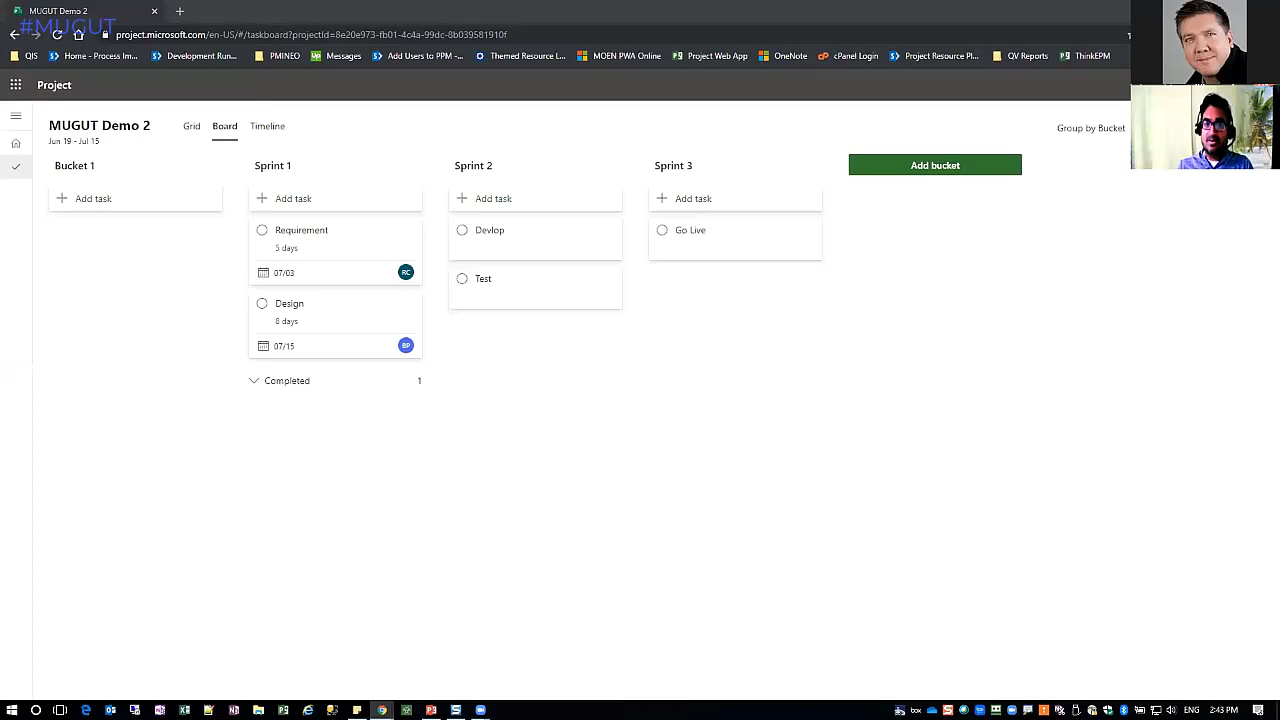 MUGUT Demo 2
#MUGUT
project.microsoft.com/en-US/#/taskboard?projectId=8e20e973-fb01-4c4a-99dc-8b039581910f
QIS
Home - Process Im...
Development Run...
PMINEO
Messages
Add Users to PPM –...
Themed Resource L...
MOEN PWA Online
Project Web App
OneNote
cPanel Login
Project Resource Pl...
QV Reports
ThinkEPM
Project
MUGUT Demo 2
Jun 19 - Jul 15
Grid
Board
Timeline
Group by Bucket
Bucket 1
Sprint 1
Sprint 2
Sprint 3
Add bucket
Add task
Add task
Add task
Add task
Requirement
5 days
07/03
RC
Design
8 days
07/15
BP
Completed
1
Devlop
Test
Go Live
ENG
2:43 PM